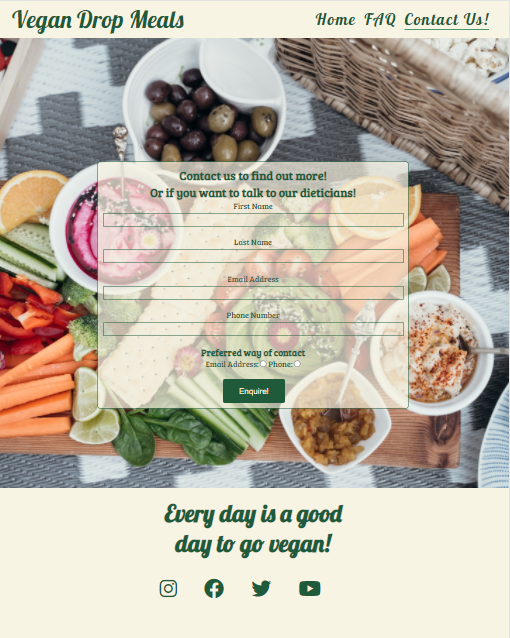 Vegan Drop Meals
Home FAQ Contact Us!
Contact us to find out more!
Or if you want to talk to our dieticians!
First Name
Last Name
Email Address
Phone Number
Preferred way of contact
Email Address: Phone:
Enquire!
Every day is a good
day to go vegan!